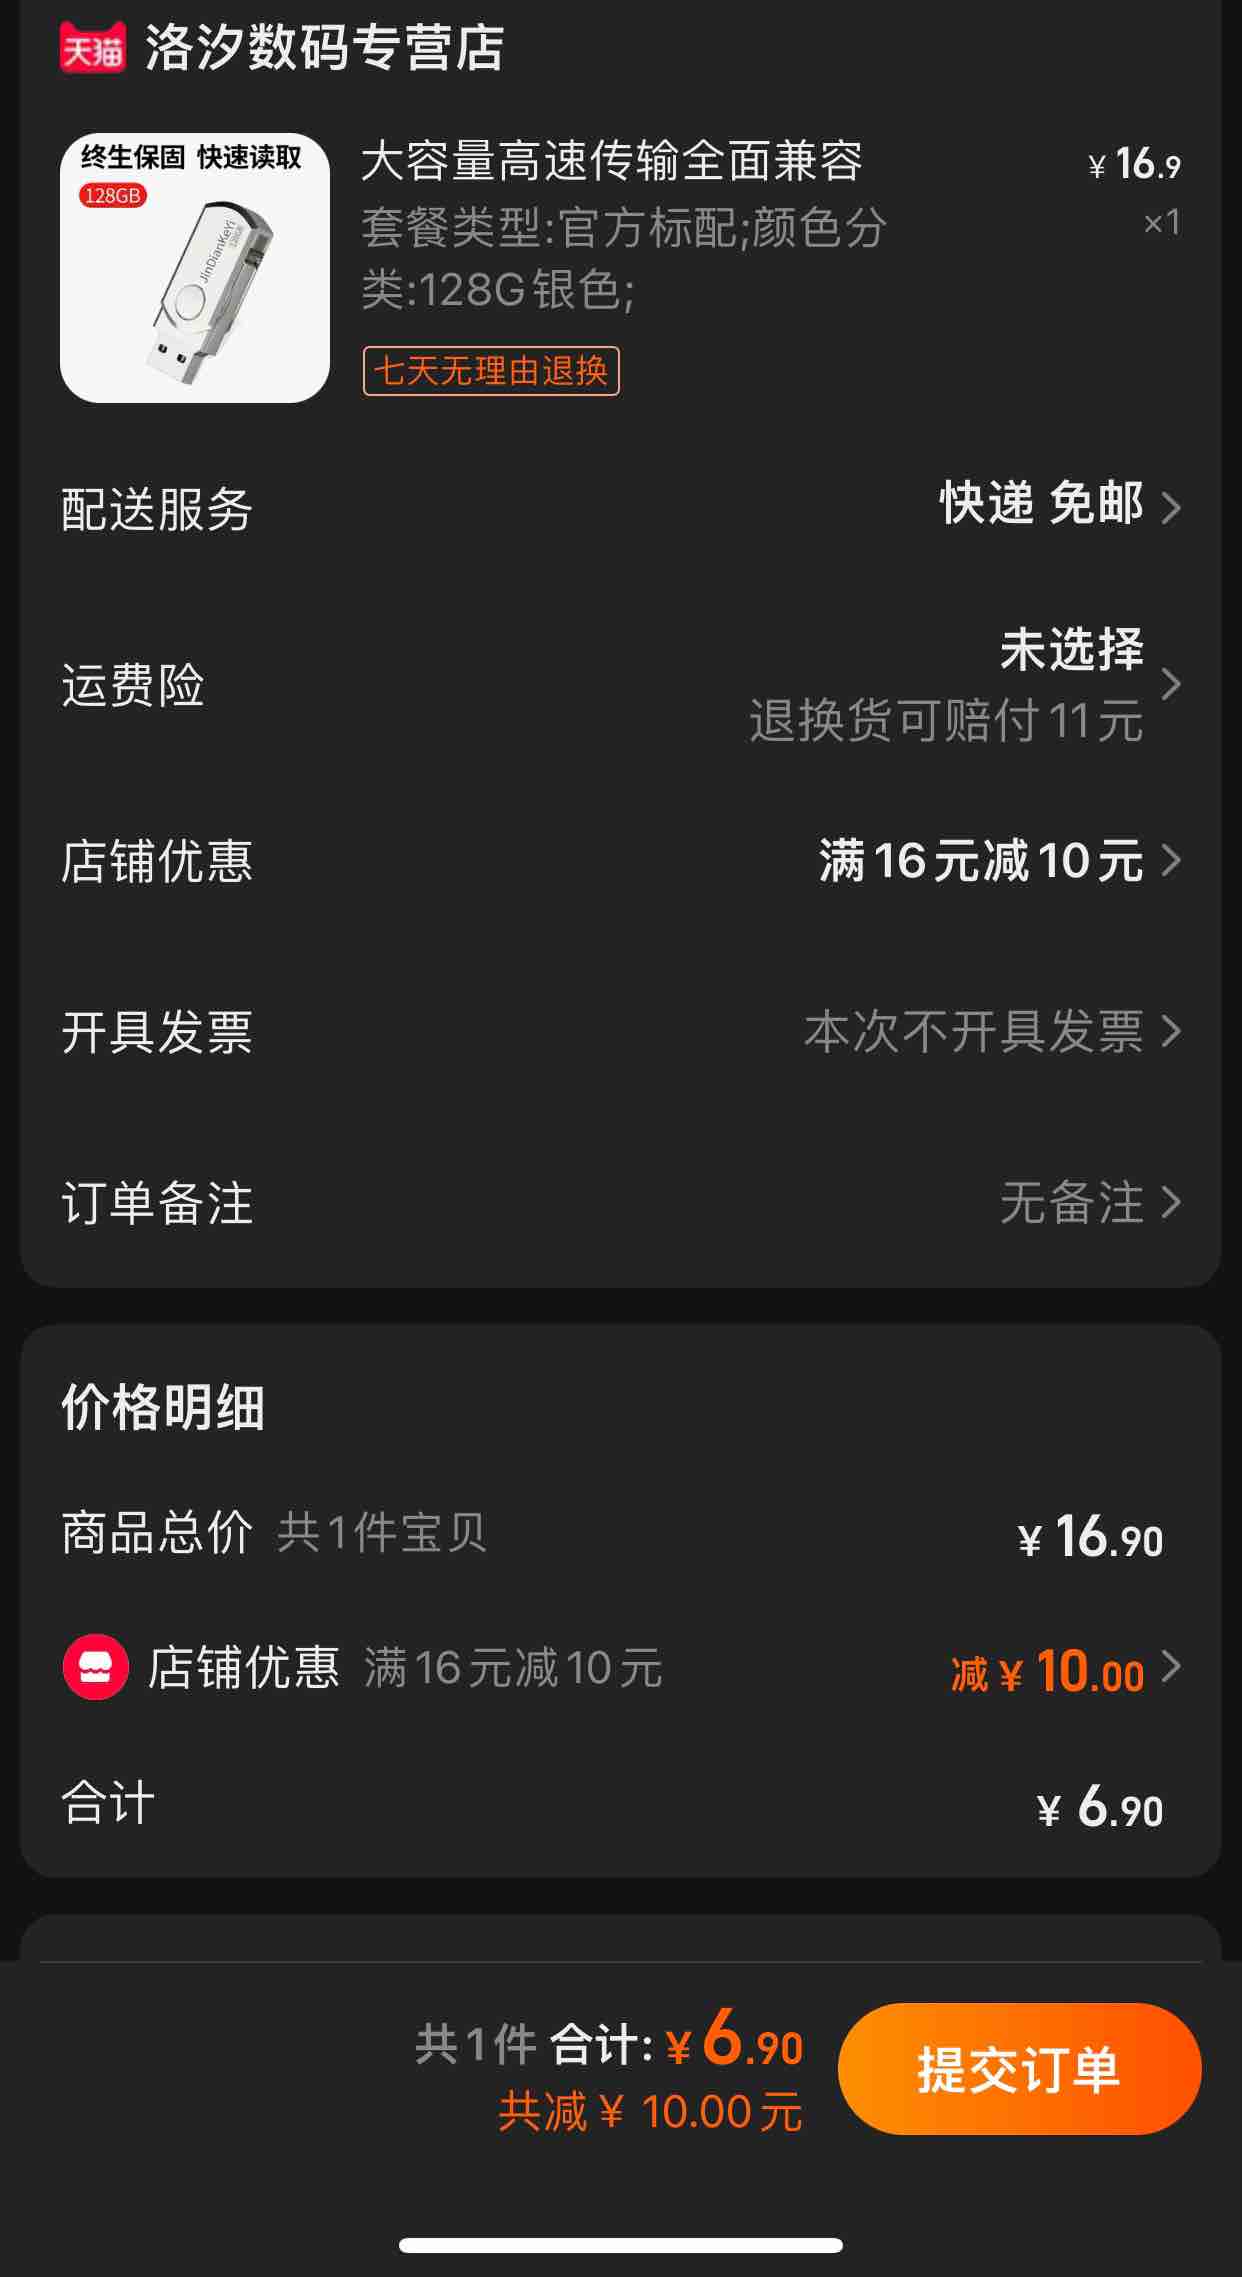 天猫 洛汐数码专营店
终生保固 快速读取
128GB
JinDianKeYi
128GB
大容量高速传输全面兼容
¥ 16.9
套餐类型:官方标配;颜色分
×1
类:128G银色;
七天无理由退换
配送服务 快递 免邮
运费险 未选择
退换货可赔付11元
店铺优惠 满16元减10元
开具发票 本次不开具发票
订单备注 无备注
价格明细
商品总价 共1件宝贝 ¥ 16.90
店铺优惠 满16元减10元 减 ¥ 10.00
合计 ¥ 6.90
共1件 合计: ¥ 6.90
共减 ¥ 10.00元
提交订单